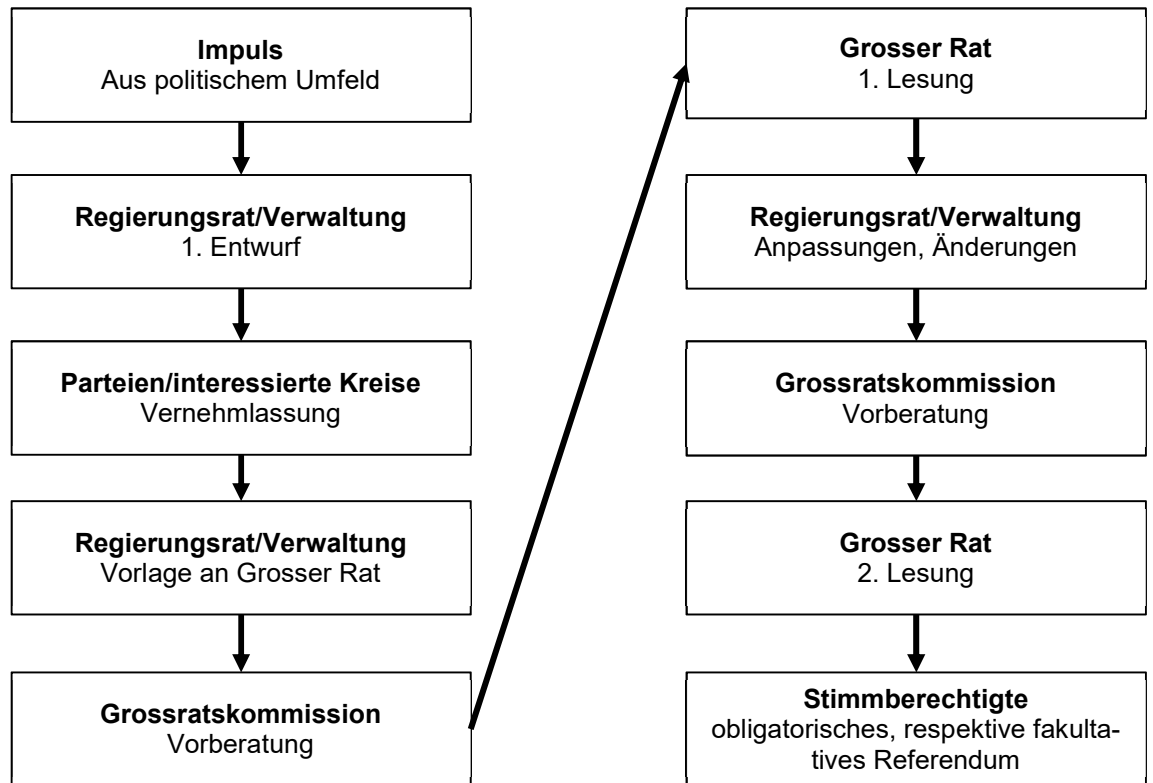 Impuls
Aus politischem Umfeld
Regierungsrat/Verwaltung
1. Entwurf
Parteien/interessierte Kreise
Vernehmlassung
Regierungsrat/Verwaltung
Vorlage an Grosser Rat
Grossratskommission
Vorberatung
Grosser Rat
1. Lesung
Regierungsrat/Verwaltung
Anpassungen, Änderungen
Grossratskommission
Vorberatung
Grosser Rat
2. Lesung
Stimmberechtigte
obligatorisches, respektive fakulta-
tives Referendum